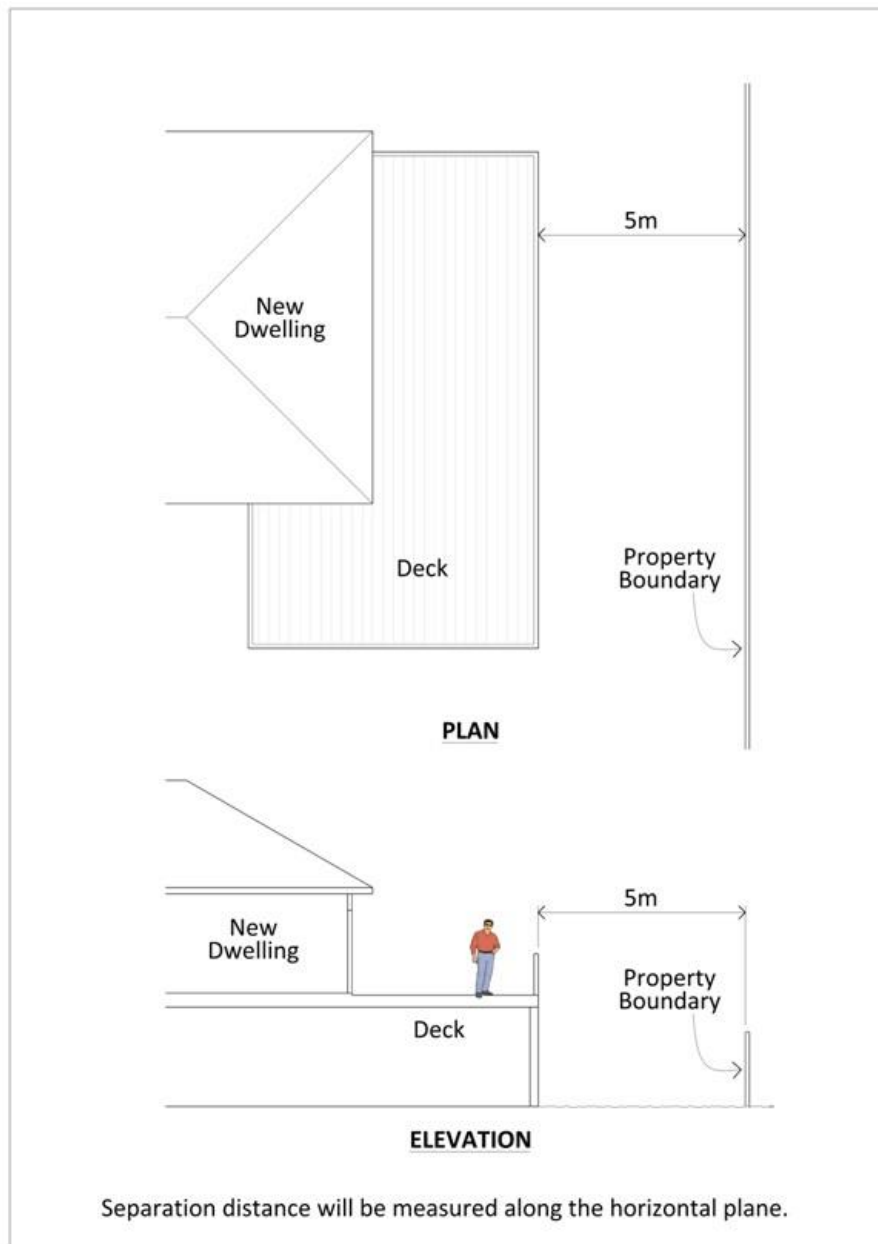 5m
New
Dwelling
Deck
Property
Boundary
PLAN
5m
New
Dwelling
Property
Boundary
Deck
ELEVATION
Separation distance will be measured along the horizontal plane.